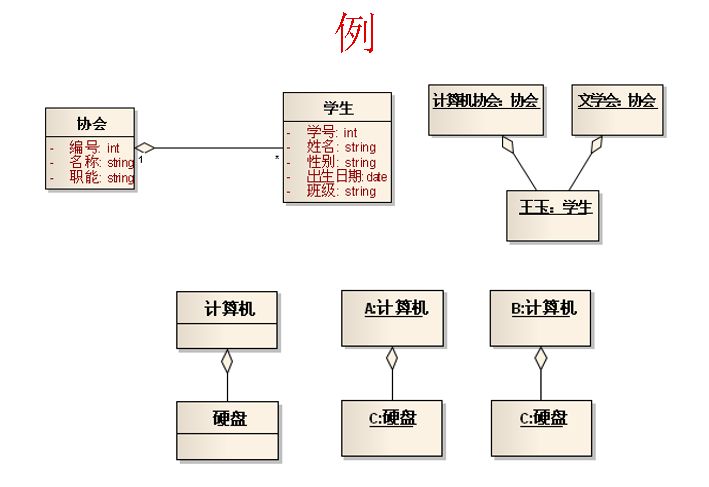 例
协会
- 编号: int
- 名称: string
- 职能: string
1
*
学生
- 学号: int
- 姓名: string
- 性别: string
- 出生日期: date
- 班级: string
计算机协会: 协会
文学会: 协会
王玉: 学生
计算机
硬盘
A:计算机
C:硬盘
B:计算机
C:硬盘